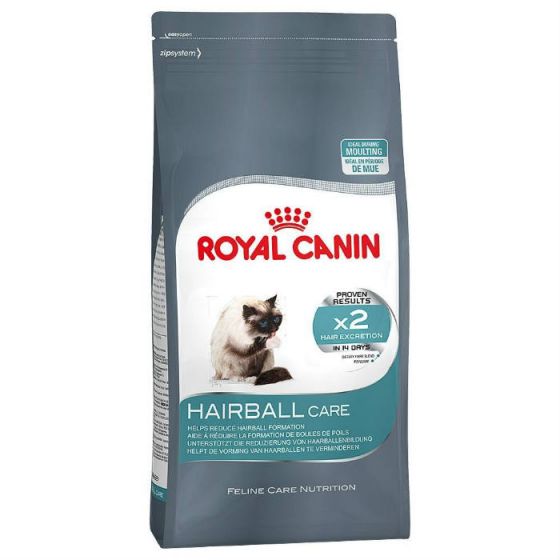 zipsystem
IDEAL DURING
MOULTING
IDÉAL EN PÉRIODE
DE MUE
ROYAL CANIN
PROVEN
RESULTS
x2
HAIR EXCRETION
IN 14 DAYS
HAIRBALL CARE
HELPS REDUCE HAIRBALL FORMATION
AIDE À RÉDUIRE LA FORMATION DE BOULES DE POILS
UNTERSTÜTZT DIE REDUZIERUNG VON HAARBALLENBILDUNG
HELPT DE VORMING VAN HAARBALLEN TE VERMINDEREN
FELINE CARE NUTRITION